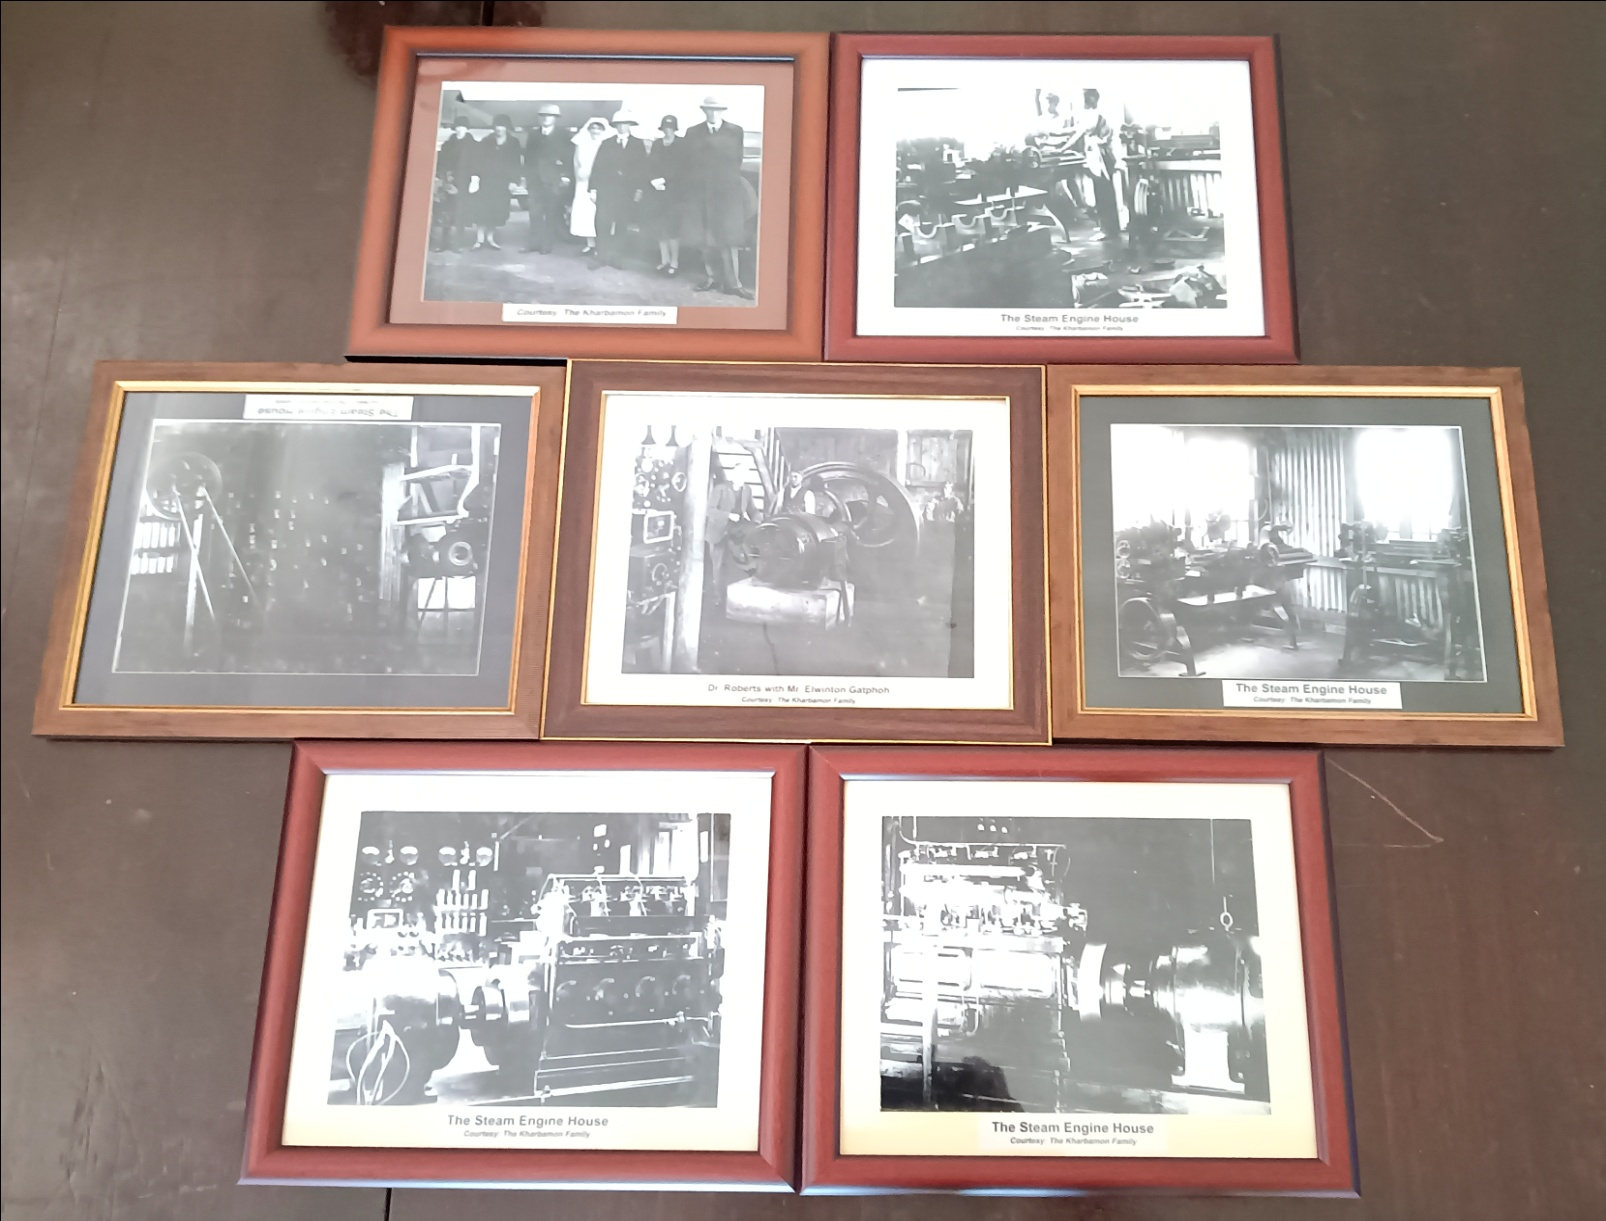 Courtesy: The Kharbamon Family
The Steam Engine House
Courtesy: The Kharbamon Family
The Steam Engine House
Dr. Roberts with Mr. Elwinton Gatphoh
Courtesy: The Kharbamon Family
The Steam Engine House
Courtesy: The Kharbamon Family
The Steam Engine House
Courtesy: The Kharbamon Family
The Steam Engine House
Courtesy: The Kharbamon Family